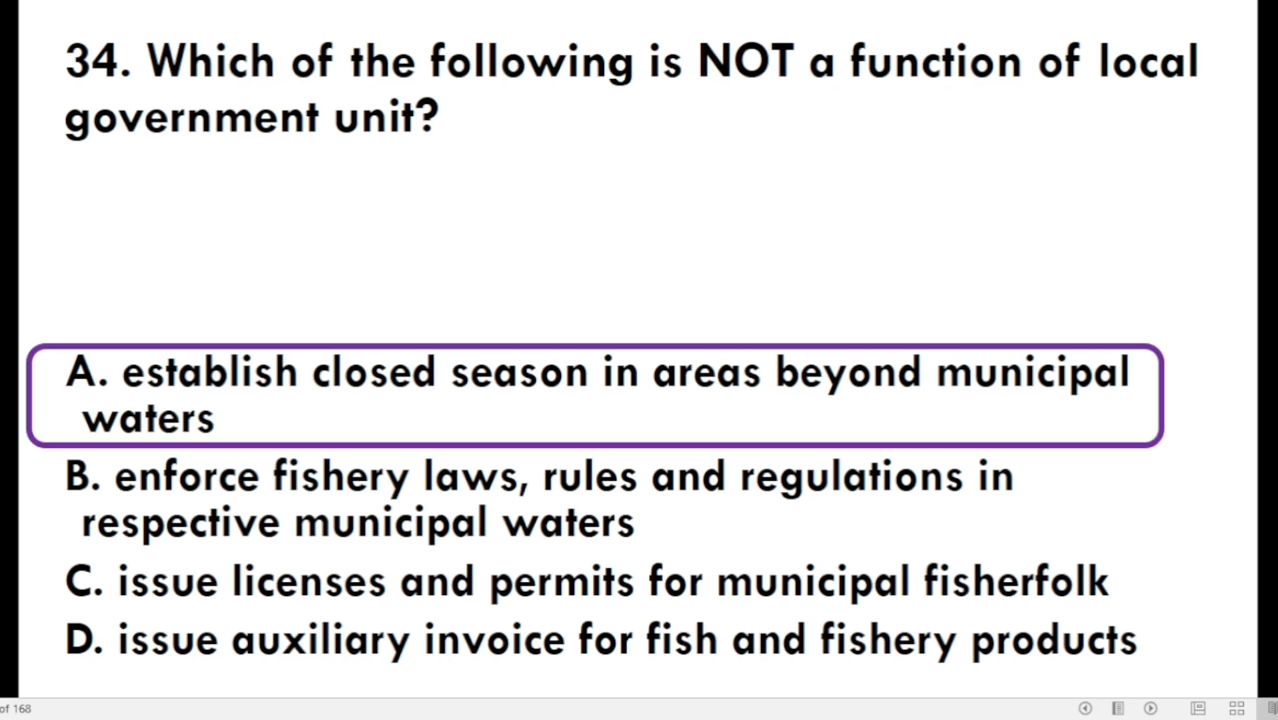 34. Which of the following is NOT a function of local
government unit?
A. establish closed season in areas beyond municipal
waters
B. enforce fishery laws, rules and regulations in
respective municipal waters
C. issue licenses and permits for municipal fisherfolk
D. issue auxiliary invoice for fish and fishery products
of 168